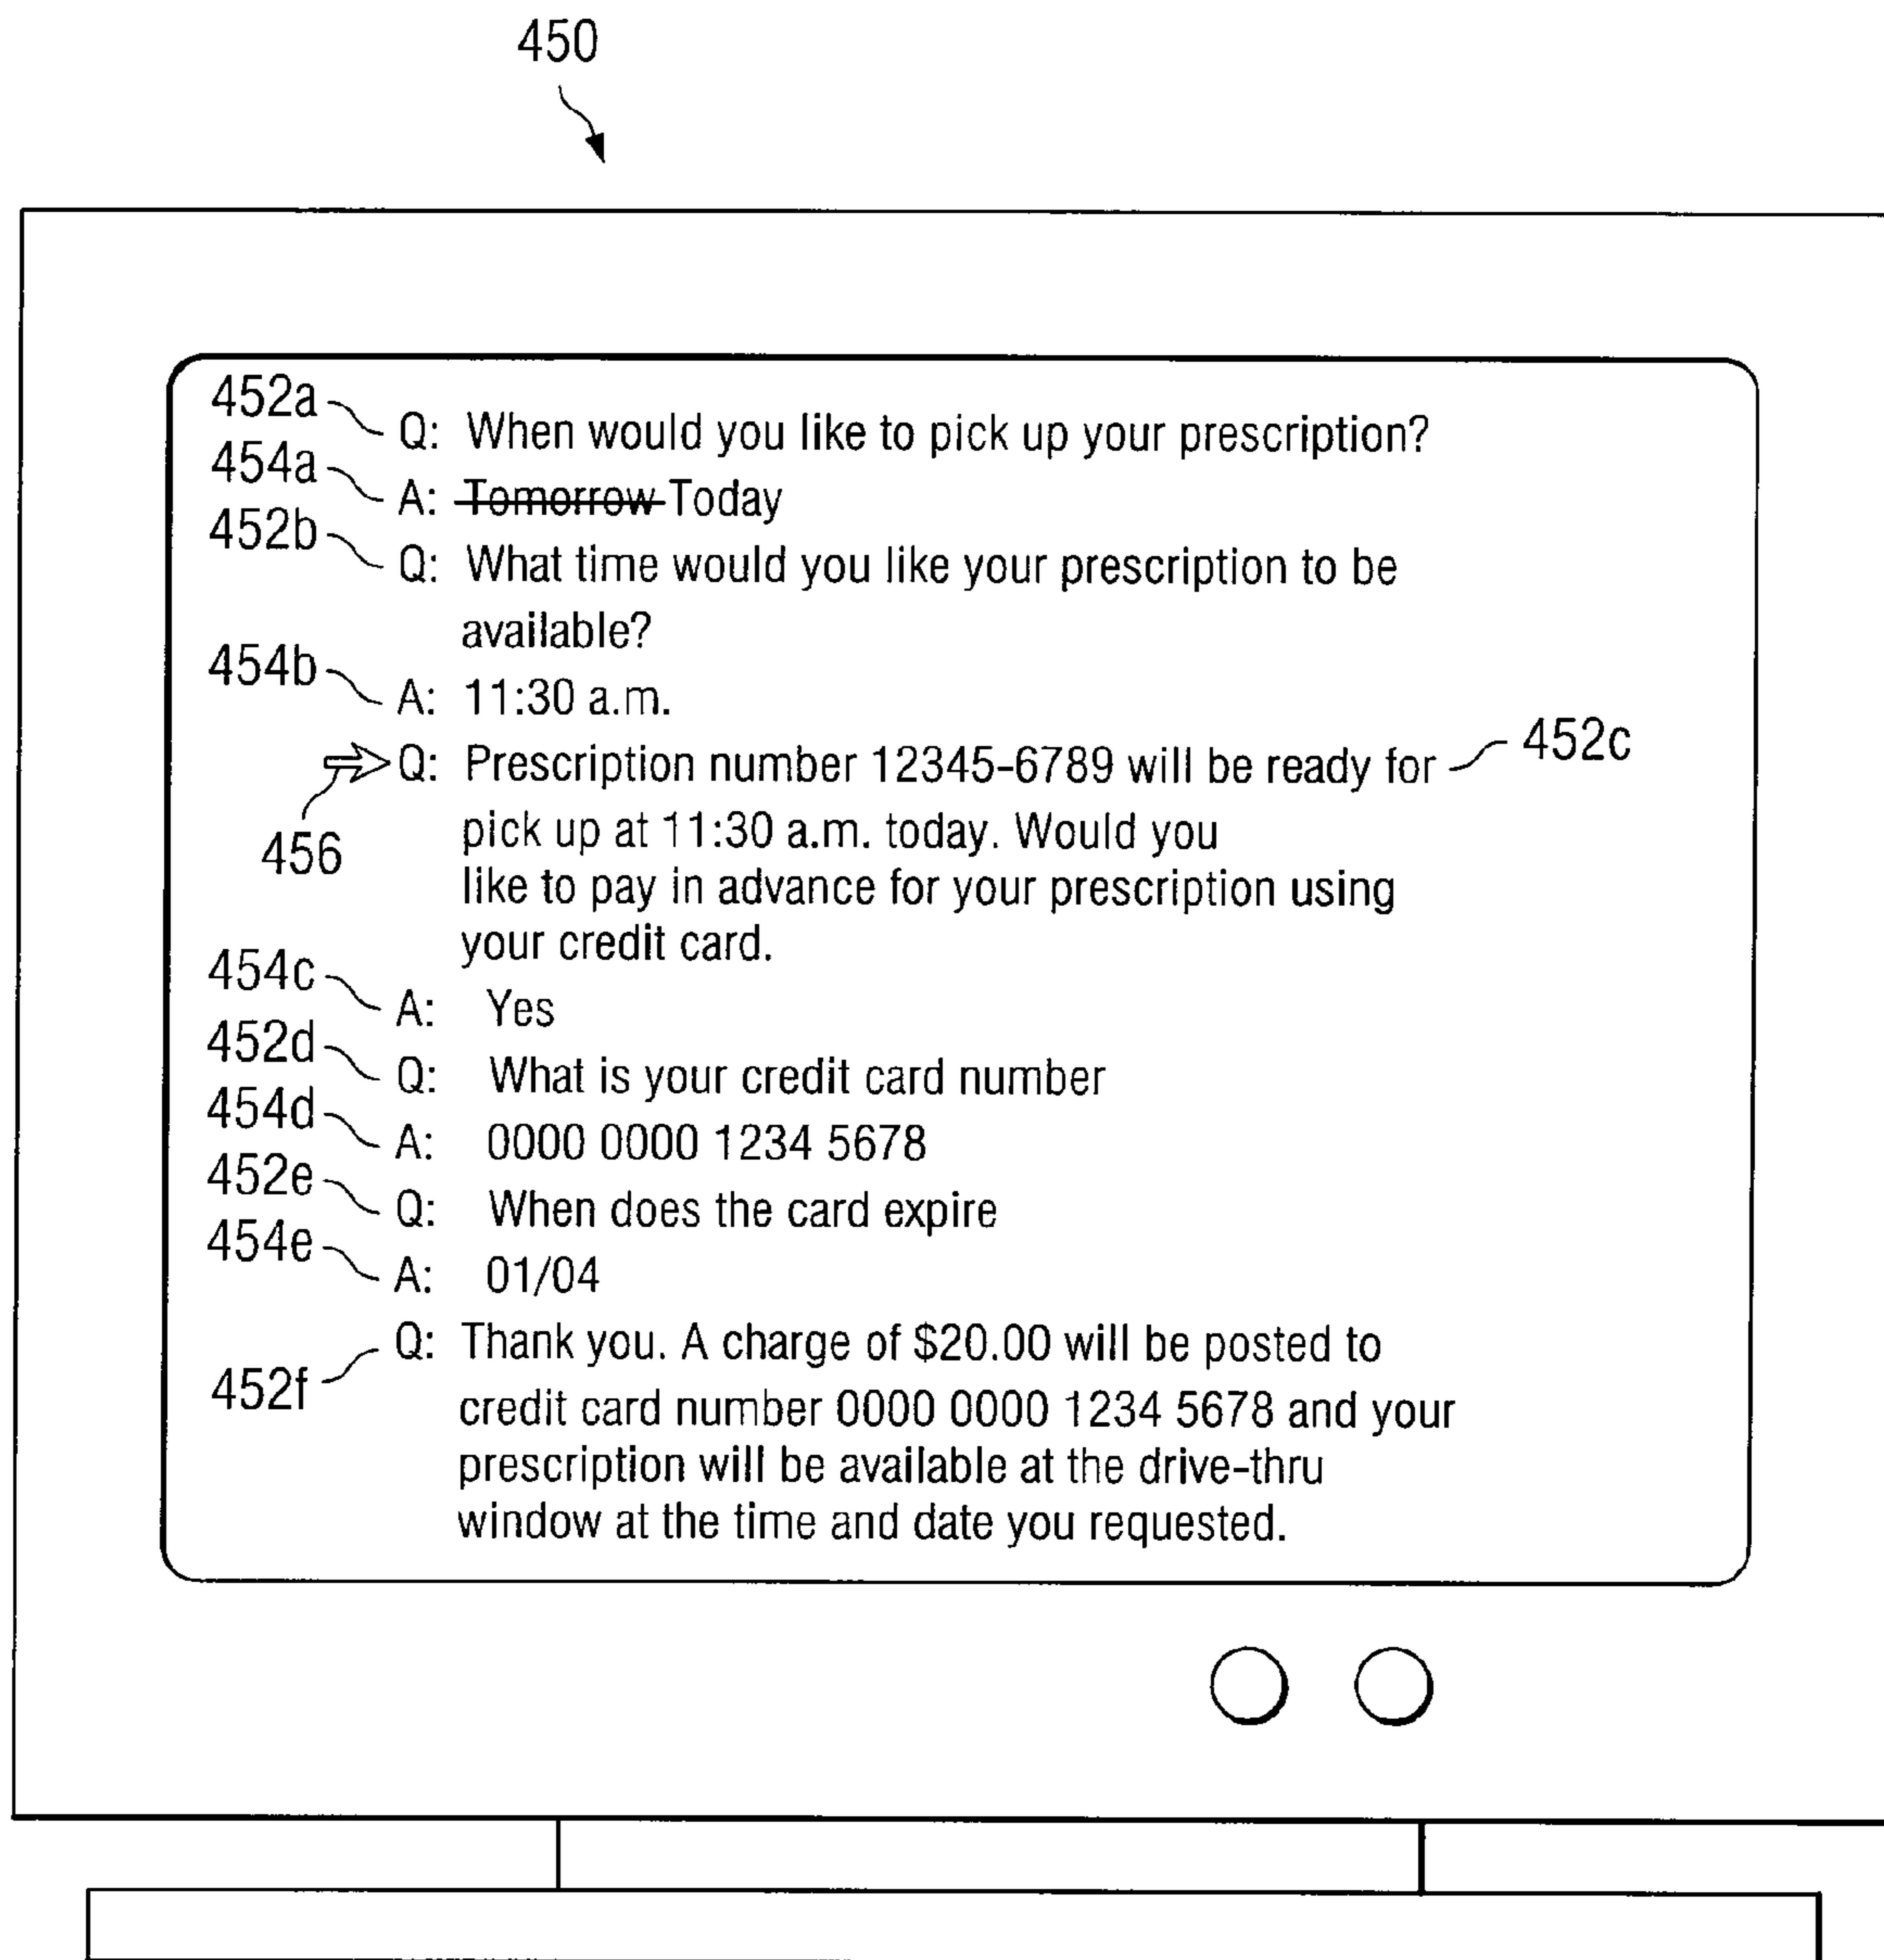 450
452a Q: When would you like to pick up your prescription?
454a A: ~~Tomorrow~~ Today
452b Q: What time would you like your prescription to be
available?
454b A: 11:30 a.m.
Q: Prescription number 12345-6789 will be ready for 452c
456 pick up at 11:30 a.m. today. Would you
like to pay in advance for your prescription using
your credit card.
454c A: Yes
452d Q: What is your credit card number
454d A: 0000 0000 1234 5678
452e Q: When does the card expire
454e A: 01/04
Q: Thank you. A charge of $20.00 will be posted to
452f credit card number 0000 0000 1234 5678 and your
prescription will be available at the drive-thru
window at the time and date you requested.